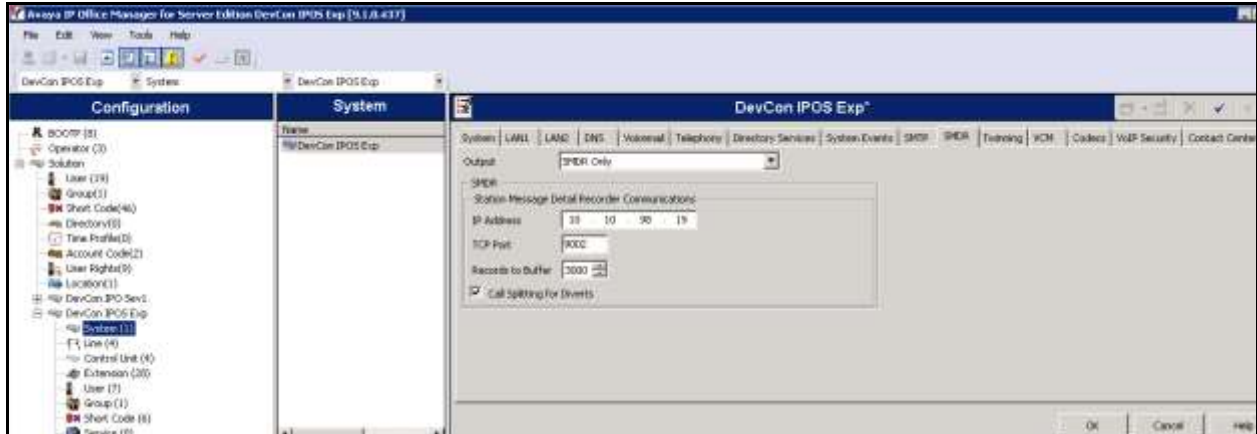 Avaya IP Office Manager for Server Edition DevCon IPOS Exp [9.1.0.437]
File Edit View Tools Help
DevCon IPOS Exp System DevCon IPOS Exp
Configuration
BOOTP (8)
Operator (3)
Solution
User (19)
Group(1)
Short Code(46)
Directory(0)
Time Profile(0)
Account Code(2)
User Rights(9)
Location(1)
DevCon IPO Sev1
DevCon IPOS Exp
System (1)
Line (4)
Control Unit (4)
Extension (28)
User (7)
Group (1)
Short Code (6)
Service (0)
System
Name
DevCon IPOS Exp
DevCon IPOS Exp*
System LAN1 LAN2 DNS Voicemail Telephony Directory Services System Events SMTP SMDR Twinning VCM Codecs VoIP Security Contact Center
Output SMDR Only
SMDR
Station Message Detail Recorder Communications
IP Address 10 . 10 . 98 . 19
TCP Port 9002
Records to Buffer 3000
Call Splitting for Diverts
OK Cancel Help